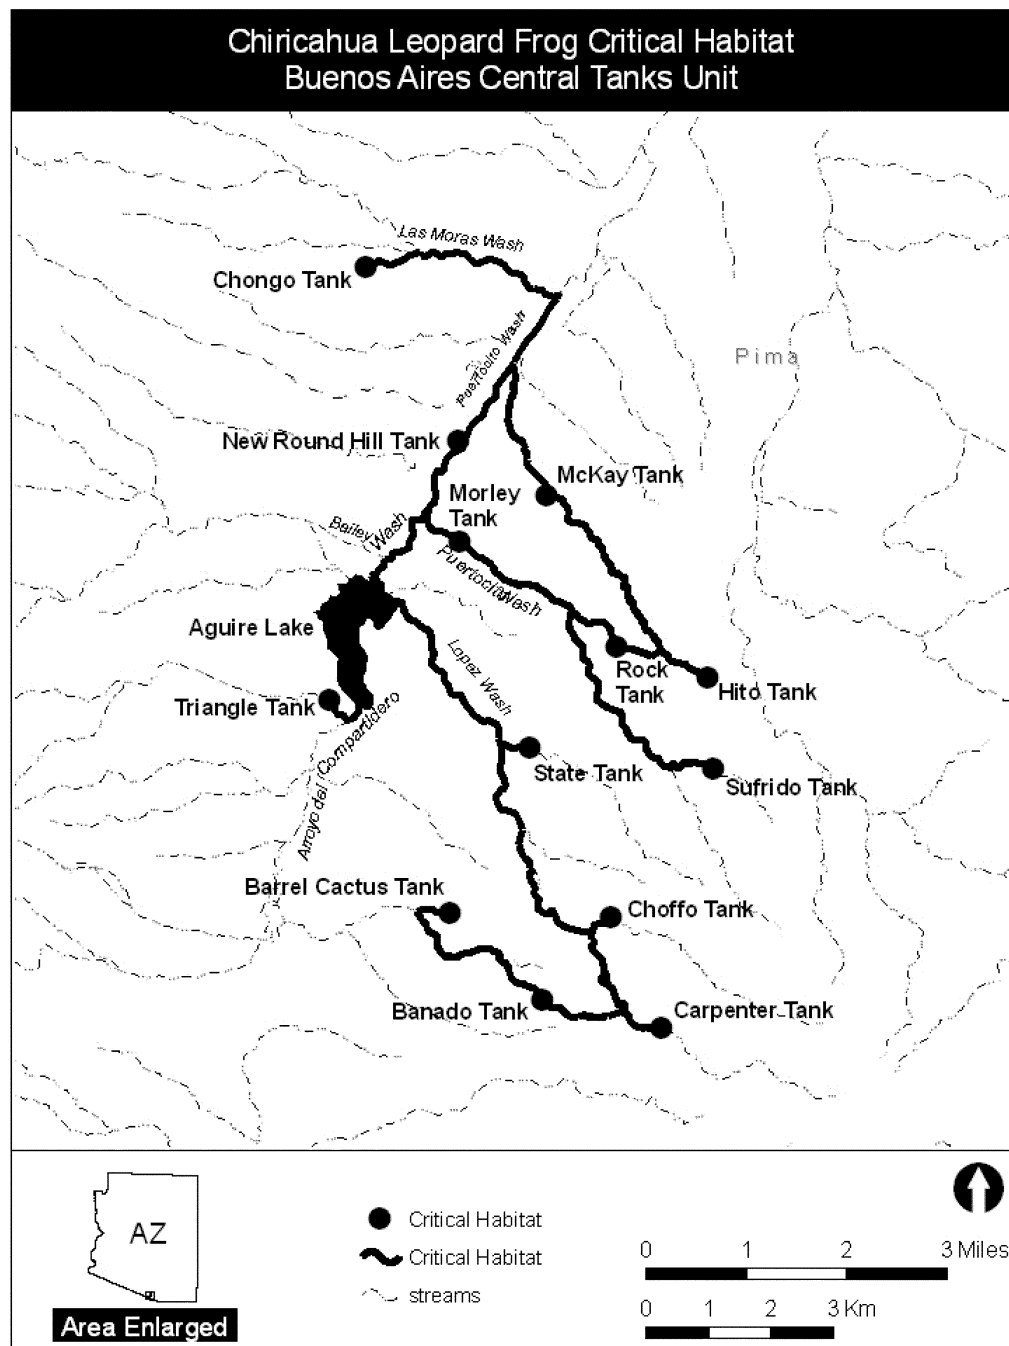 Chiricahua Leopard Frog Critical Habitat
Buenos Aires Central Tanks Unit
Las Moras Wash
Chongo Tank
Puertocito Wash
Pima
New Round Hill Tank
McKay Tank
Morley
Tank
Bailey Wash
Wash
Aguire Lake
Lopez Wash
Rock
Tank
Hito Tank
Triangle Tank
Arroyo del Compartidero
State Tank
Sufrido Tank
Barrel Cactus Tank
Choffo Tank
Banado Tank
Carpenter Tank
AZ
Area Enlarged
Critical Habitat
Critical Habitat
streams
0 1 2 3 Miles
0 1 2 3 Km